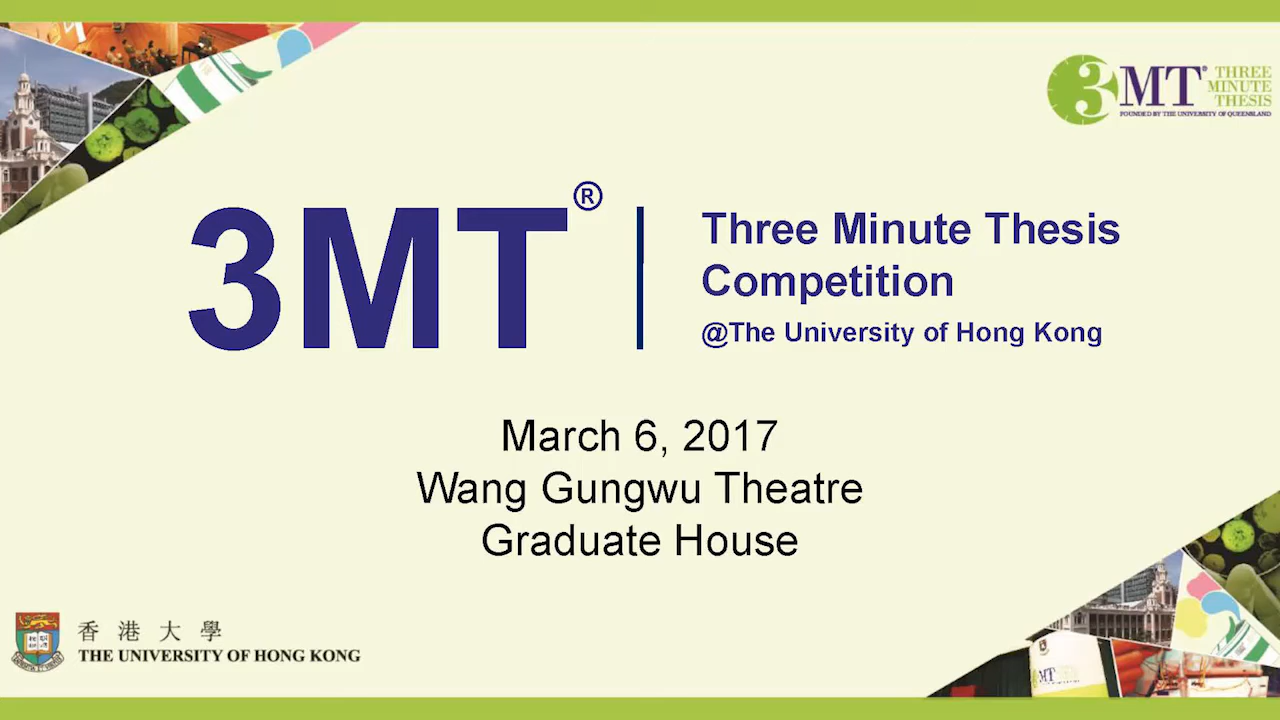 3MT® THREE
MINUTE
THESIS
FOUNDED BY THE UNIVERSITY OF QUEENSLAND
3MT®
Three Minute Thesis
Competition
@The University of Hong Kong
March 6, 2017
Wang Gungwu Theatre
Graduate House
香港大學
THE UNIVERSITY OF HONG KONG
MT